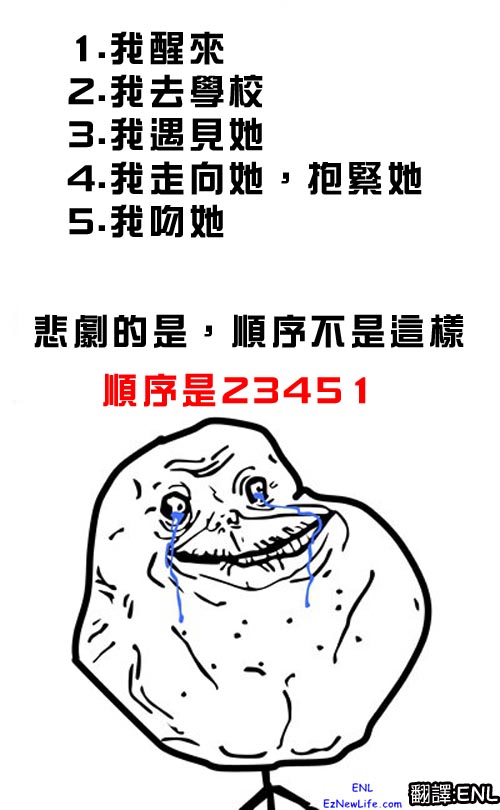 1.我醒來
2.我去學校
3.我遇見她
4.我走向她，抱緊她
5.我吻她
悲劇的是，順序不是這樣
順序是23451
ENL
EzNewLife.com
翻譯:ENL